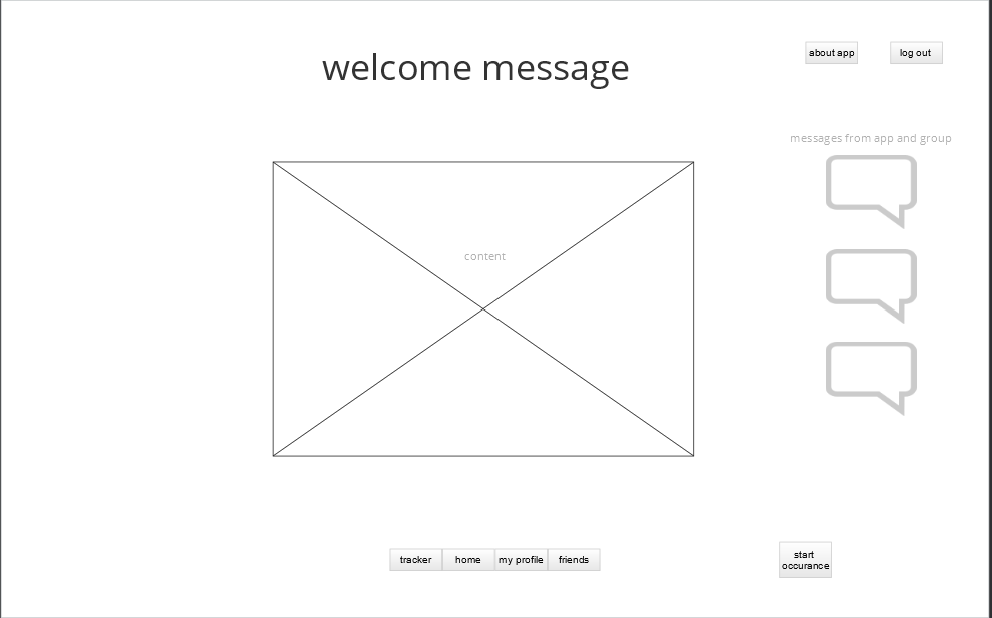 welcome message
about app
log out
messages from app and group
content
tracker
home
my profile
friends
start
occurance